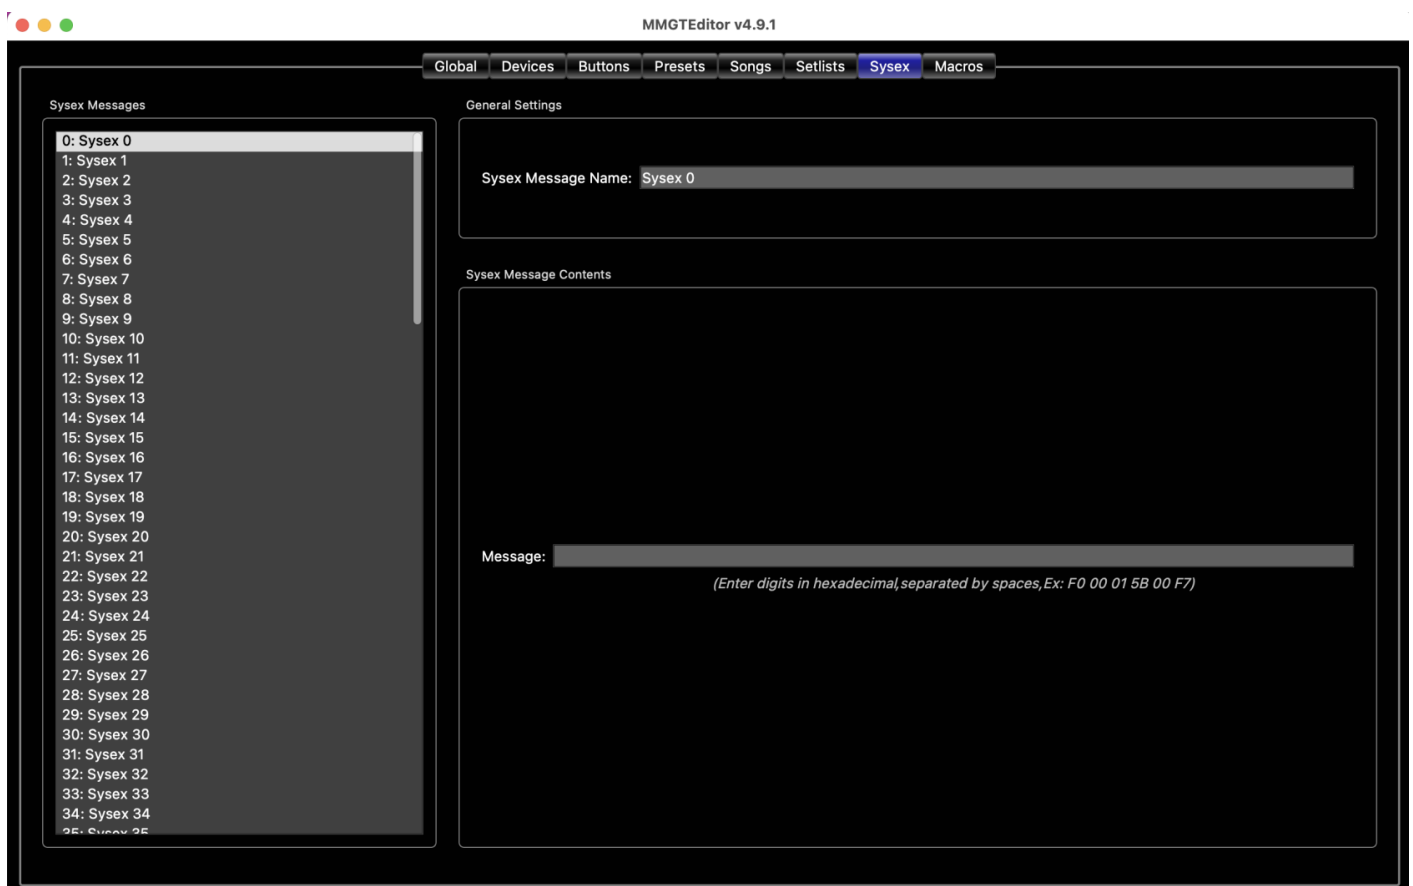 MMGTEditor v4.9.1
Global Devices Buttons Presets Songs Setlists Sysex Macros
Sysex Messages
0: Sysex 0
1: Sysex 1
2: Sysex 2
3: Sysex 3
4: Sysex 4
5: Sysex 5
6: Sysex 6
7: Sysex 7
8: Sysex 8
9: Sysex 9
10: Sysex 10
11: Sysex 11
12: Sysex 12
13: Sysex 13
14: Sysex 14
15: Sysex 15
16: Sysex 16
17: Sysex 17
18: Sysex 18
19: Sysex 19
20: Sysex 20
21: Sysex 21
22: Sysex 22
23: Sysex 23
24: Sysex 24
25: Sysex 25
26: Sysex 26
27: Sysex 27
28: Sysex 28
29: Sysex 29
30: Sysex 30
31: Sysex 31
32: Sysex 32
33: Sysex 33
34: Sysex 34
35: Sysex 35
General Settings
Sysex Message Name: Sysex 0
Sysex Message Contents
Message:
(Enter digits in hexadecimal,separated by spaces,Ex: F0 00 01 5B 00 F7)